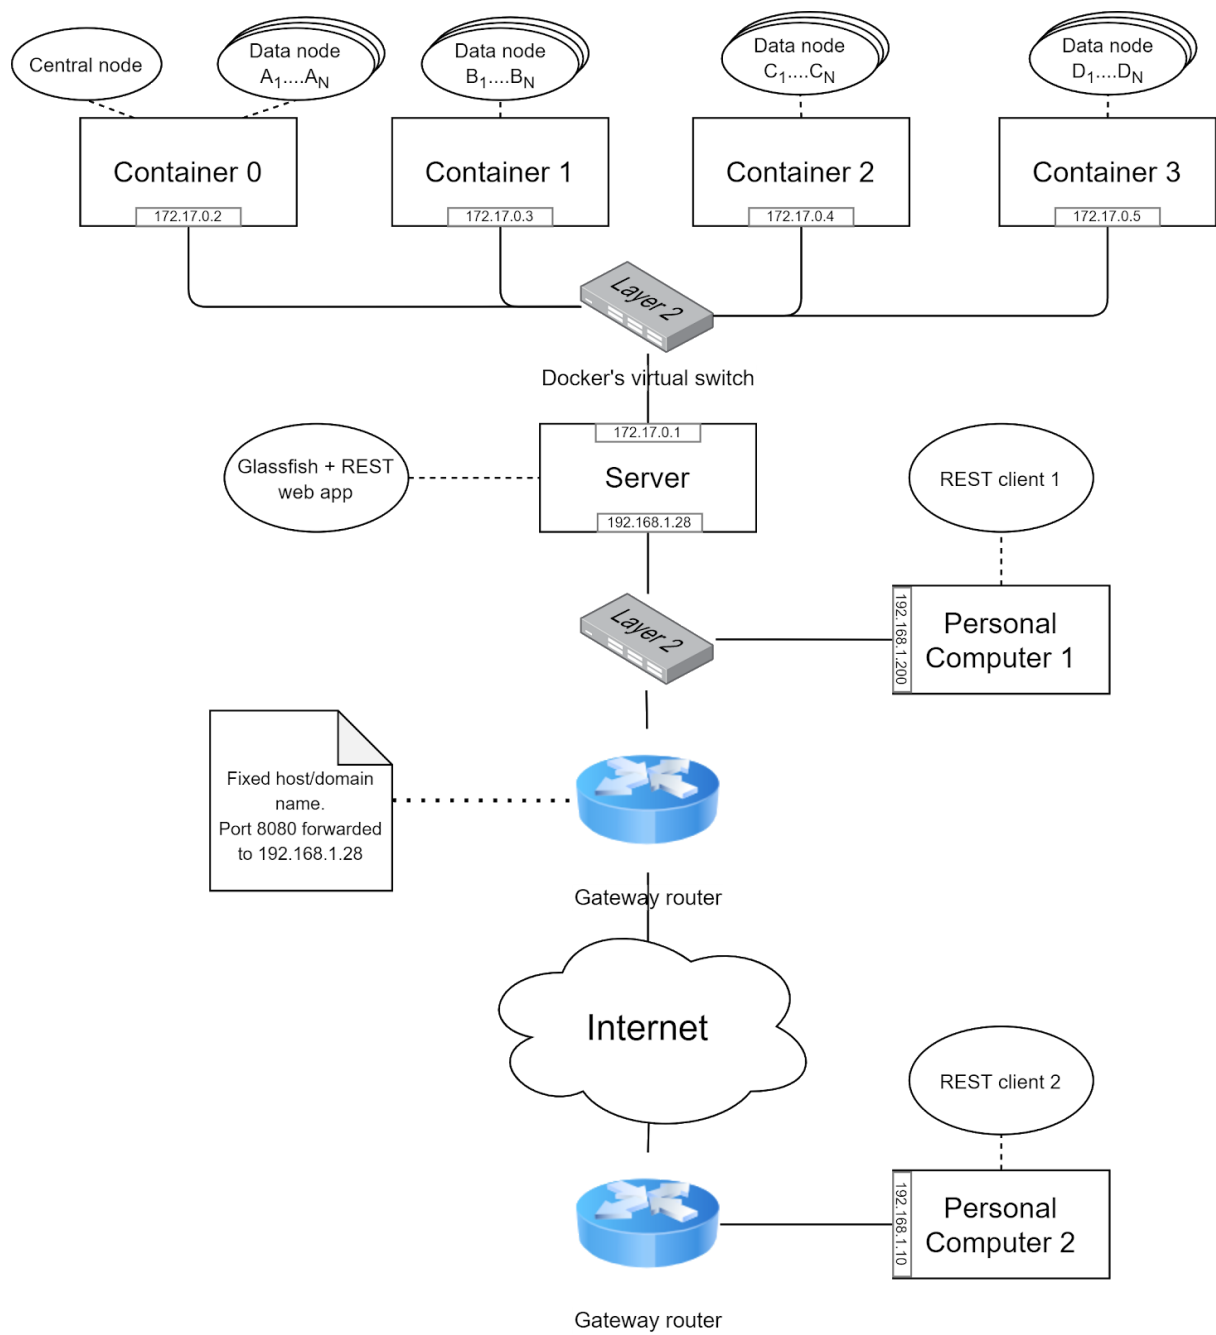 Central node
Data node
A1....AN
Data node
B1....BN
Data node
C1....CN
Data node
D1....DN
Container 0
172.17.0.2
Container 1
172.17.0.3
Container 2
172.17.0.4
Container 3
172.17.0.5
Layer 2
Docker's virtual switch
172.17.0.1
Server
192.168.1.28
Glassfish + REST
web app
REST client 1
Layer 2
192.168.1.200
Personal
Computer 1
Fixed host/domain
name.
Port 8080 forwarded
to 192.168.1.28
Gateway router
Internet
REST client 2
192.168.1.10
Personal
Computer 2
Gateway router